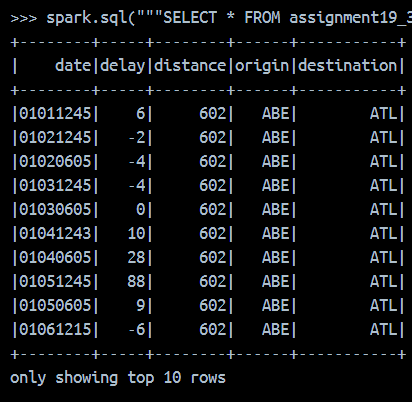 >>> spark.sql("""SELECT * FROM assignment19_3
+--------+-----+--------+------+-----------+
|    date|delay|distance|origin|destination|
+--------+-----+--------+------+-----------+
|01011245|    6|     602|   ABE|        ATL|
|01021245|   -2|     602|   ABE|        ATL|
|01020605|   -4|     602|   ABE|        ATL|
|01031245|   -4|     602|   ABE|        ATL|
|01030605|    0|     602|   ABE|        ATL|
|01041243|   10|     602|   ABE|        ATL|
|01040605|   28|     602|   ABE|        ATL|
|01051245|   88|     602|   ABE|        ATL|
|01050605|    9|     602|   ABE|        ATL|
|01061215|   -6|     602|   ABE|        ATL|
+--------+-----+--------+------+-----------+
only showing top 10 rows